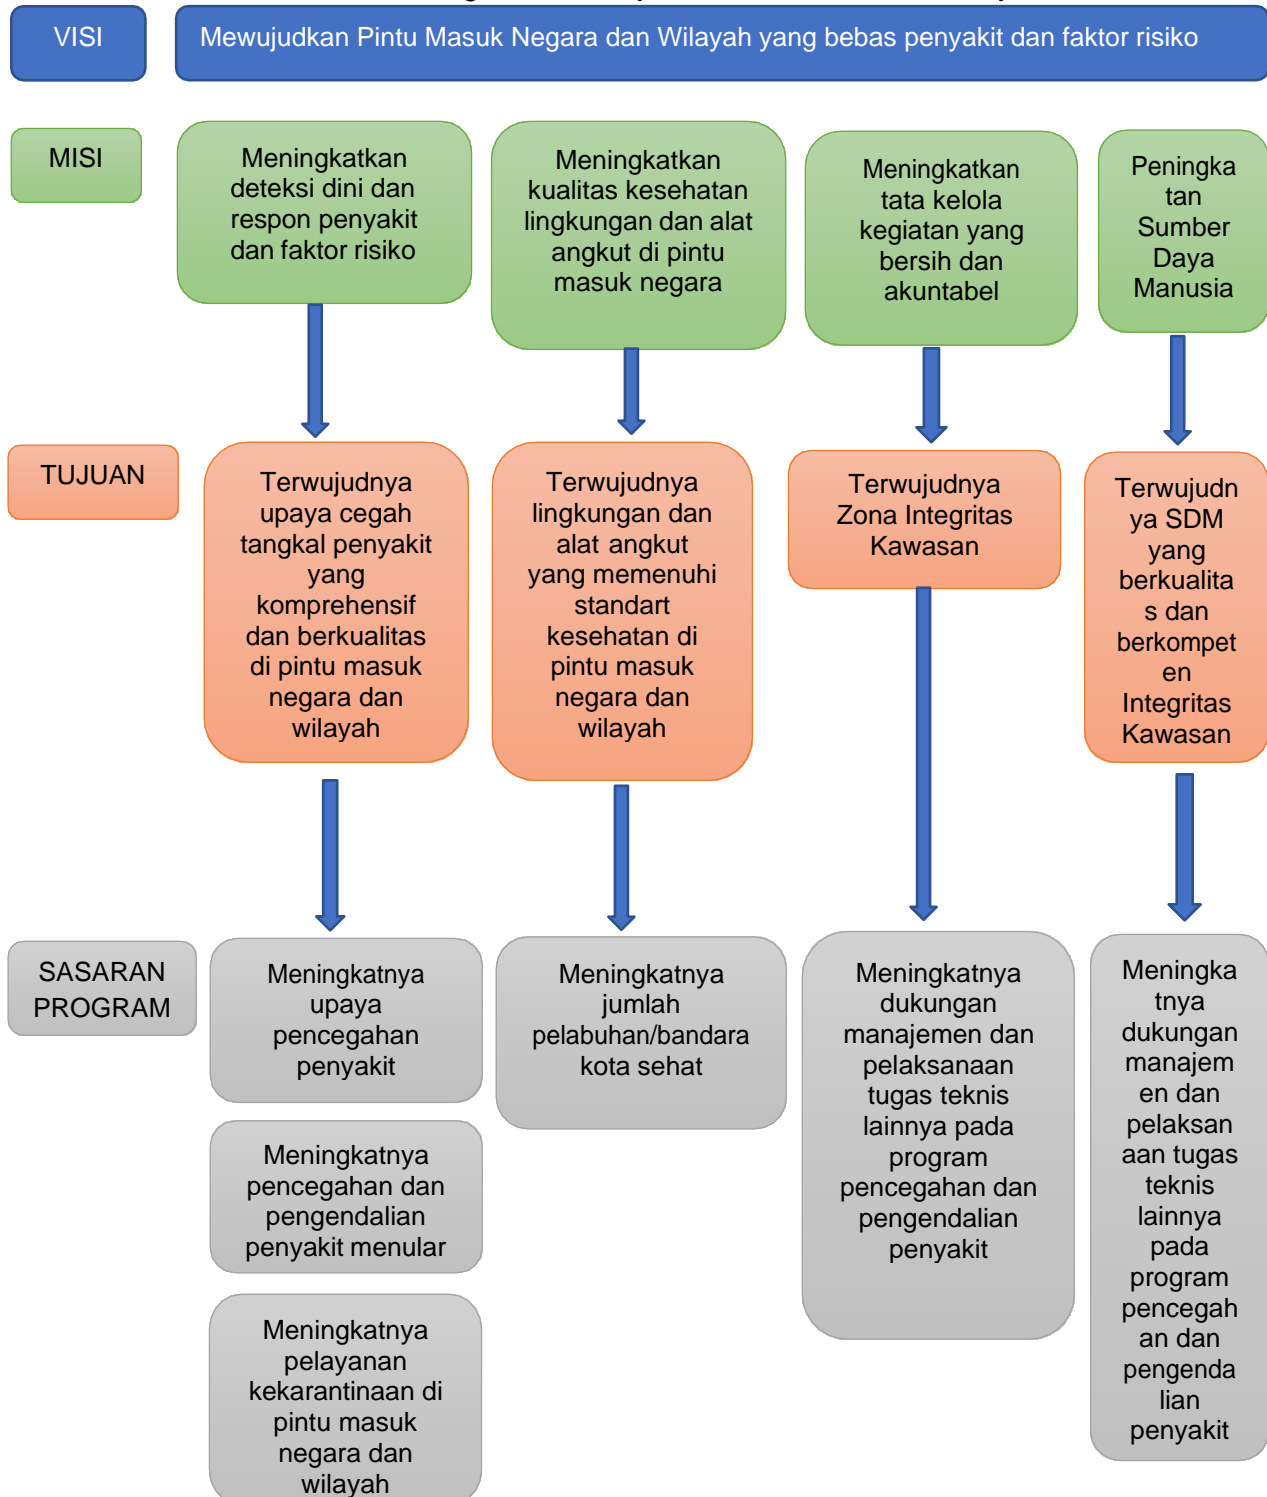 VISI
Mewujudkan Pintu Masuk Negara dan Wilayah yang bebas penyakit dan faktor risiko
MISI
Meningkatkan
deteksi dini dan
respon penyakit
dan faktor risiko
Meningkatkan
kualitas kesehatan
lingkungan dan alat
angkut di pintu
masuk negara
Meningkatkan
tata kelola
kegiatan yang
bersih dan
akuntabel
Peningka
tan
Sumber
Daya
Manusia
TUJUAN
Terwujudnya
upaya cegah
tangkal penyakit
yang
komprehensif
dan berkualitas
di pintu masuk
negara dan
wilayah
Terwujudnya
lingkungan dan
alat angkut
yang memenuhi
standart
kesehatan di
pintu masuk
negara dan
wilayah
Terwujudnya
Zona Integritas
Kawasan
Terwujudn
ya SDM
yang
berkualita
s dan
berkompet
en
Integritas
Kawasan
SASARAN
PROGRAM
Meningkatnya
upaya
pencegahan
penyakit
Meningkatnya
pencegahan dan
pengendalian
penyakit menular
Meningkatnya
pelayanan
kekarantinaan di
pintu masuk
negara dan
wilayah
Meningkatnya
jumlah
pelabuhan/bandara
kota sehat
Meningkatnya
dukungan
manajemen dan
pelaksanaan
tugas teknis
lainnya pada
program
pencegahan dan
pengendalian
penyakit
Meningka
tnya
dukungan
manajem
en dan
pelaksan
aan tugas
teknis
lainnya
pada
program
pencegah
an dan
pengenda
lian
penyakit